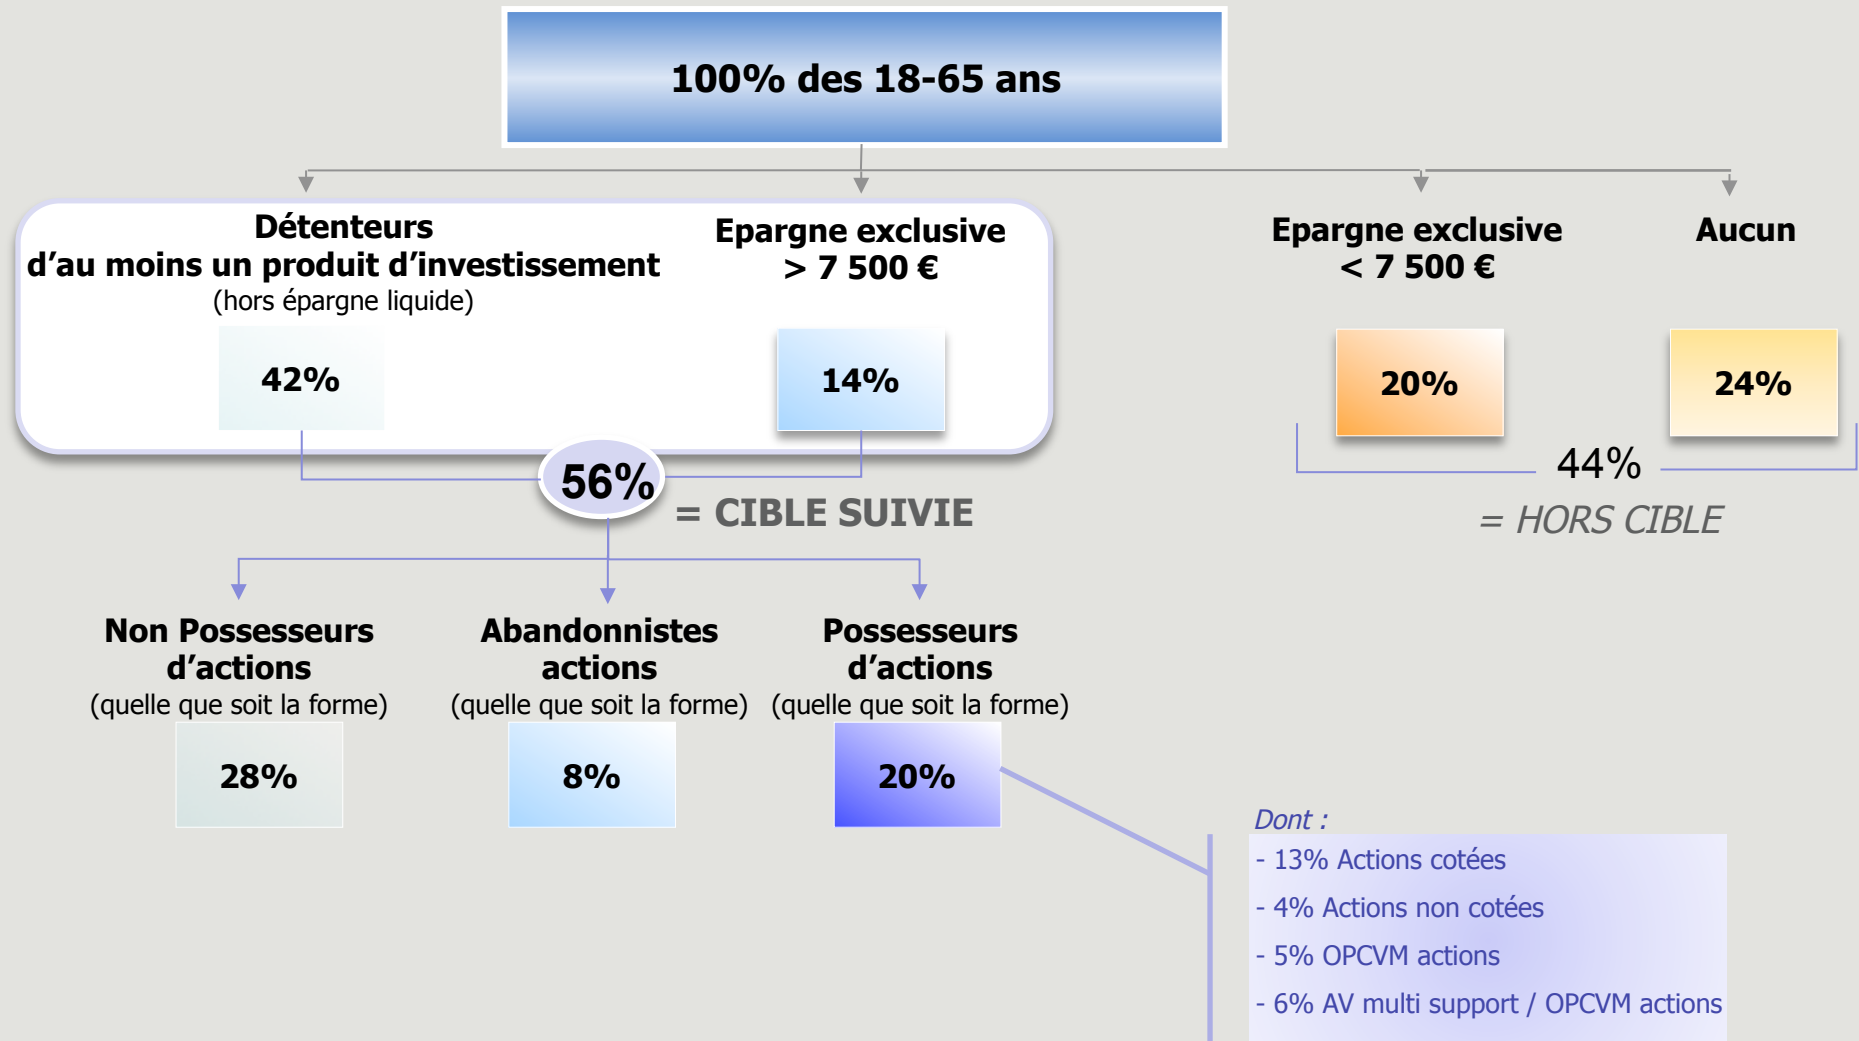 100% des 18-65 ans
Détenteurs
d’au moins un produit d’investissement
(hors épargne liquide)
42%
Epargne exclusive
> 7 500 €
14%
Epargne exclusive
< 7 500 €
20%
Aucun
24%
56%
= CIBLE SUIVIE
44%
= HORS CIBLE
Non Possesseurs
d’actions
(quelle que soit la forme)
28%
Abandonnistes
actions
(quelle que soit la forme)
8%
Possesseurs
d’actions
(quelle que soit la forme)
20%
Dont :
- 13% Actions cotées
- 4% Actions non cotées
- 5% OPCVM actions
- 6% AV multi support / OPCVM actions